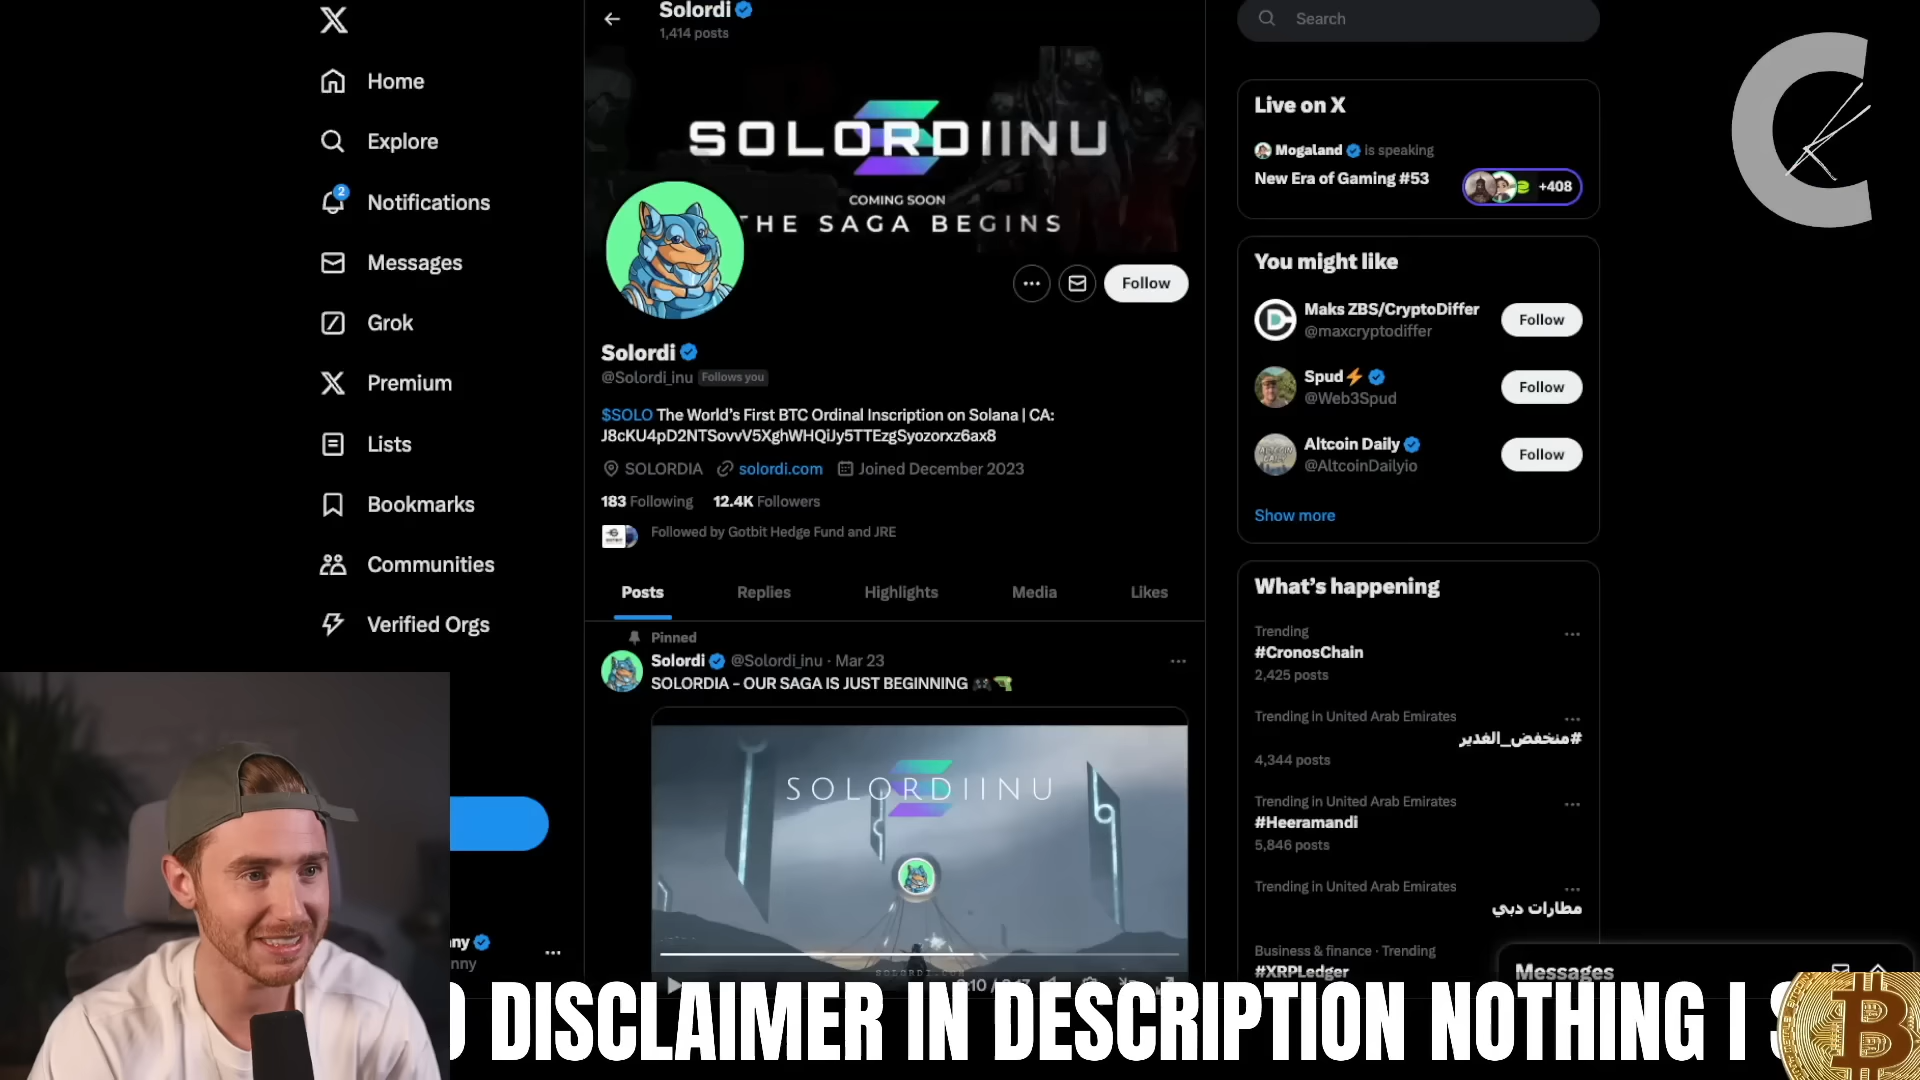 Home
Explore
2
Notifications
Messages
Grok
Premium
Lists
Bookmarks
Communities
Verified Orgs
ny
nny
Solordi
1,414 posts
SOLORDIINU
COMING SOON
THE SAGA BEGINS
Follow
Solordi
@Solordi_inu Follows you
$SOLO The World's First BTC Ordinal Inscription on Solana | CA:
J8cKU4pD2NTSovvV5XghWHQiJy5TTEzgSyozorxz6ax8
SOLORDIA solordi.com Joined December 2023
183 Following 12.4K Followers
Followed by Gotbit Hedge Fund and JRE
Posts Replies Highlights Media Likes
Pinned
Solordi @Solordi_inu · Mar 23
SOLORDIA - OUR SAGA IS JUST BEGINNING
SOLORDIINU
SOLORDI.COM
Search
Live on X
Mogaland is speaking
New Era of Gaming #53
+408
You might like
Maks ZBS/CryptoDiffer
@maxcryptodiffer
Follow
Spud
@Web3Spud
Follow
Altcoin Daily
@AltcoinDailyio
Follow
Show more
What's happening
Trending
#CronosChain
2,425 posts
Trending in United Arab Emirates
#منخفض_الغدير
4,344 posts
Trending in United Arab Emirates
#Heeramandi
5,846 posts
Trending in United Arab Emirates
مطارات دبي
Business & finance · Trending
#XRPLedger
Messages
DISCLAIMER IN DESCRIPTION NOTHING I S